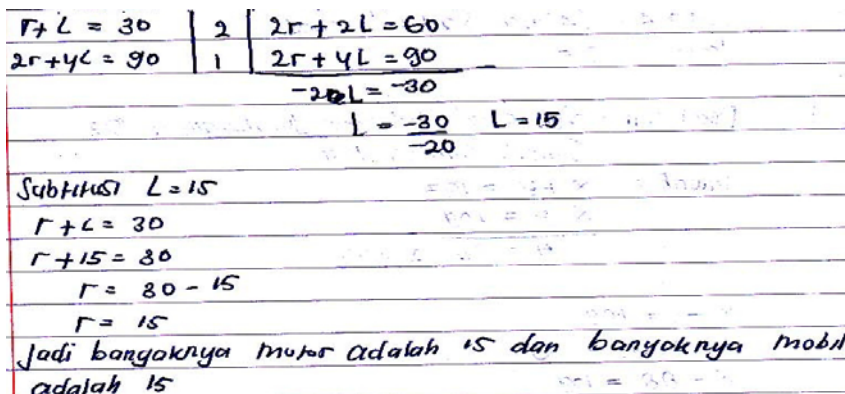 r + L = 30 | 2 | 2r + 2L = 60
2r + 4L = 90 | 1 | 2r + 4L = 90 -
-2L = -30
L = -30/-20 L = 15
Subtitusi L = 15
r + L = 30
r + 15 = 30
r = 30 - 15
r = 15
Jadi banyaknya motor adalah 15 dan banyaknya mobil
adalah 15